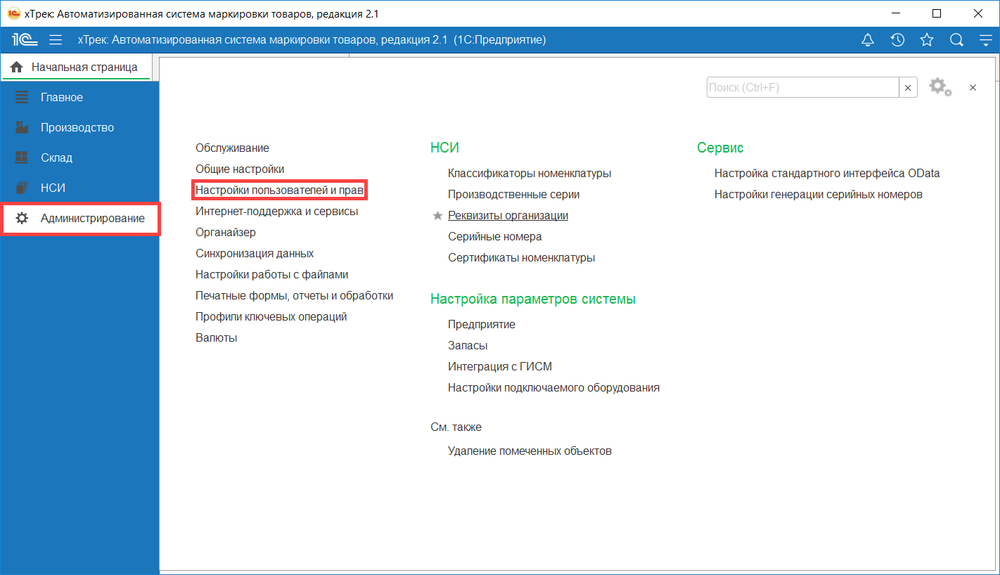 хТрек: Автоматизированная система маркировки товаров, редакция 2.1
1С хТрек: Автоматизированная система маркировки товаров, редакция 2.1 (1С:Предприятие)
Начальная страница
Главное
Производство
Склад
НСИ
Администрирование
Поиск (Ctrl+F)
Обслуживание
Общие настройки
Настройки пользователей и прав
Интернет-поддержка и сервисы
Органайзер
Синхронизация данных
Настройки работы с файлами
Печатные формы, отчеты и обработки
Профили ключевых операций
Валюты
НСИ
Классификаторы номенклатуры
Производственные серии
Реквизиты организации
Серийные номера
Сертификаты номенклатуры
Настройка параметров системы
Предприятие
Запасы
Интеграция с ГИСМ
Настройки подключаемого оборудования
См. также
Удаление помеченных объектов
Сервис
Настройка стандартного интерфейса OData
Настройки генерации серийных номеров